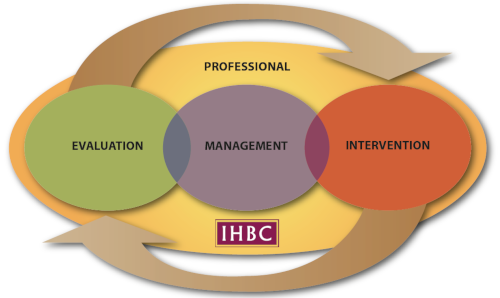 PROFESSIONAL
EVALUATION
MANAGEMENT
INTERVENTION
IHBC